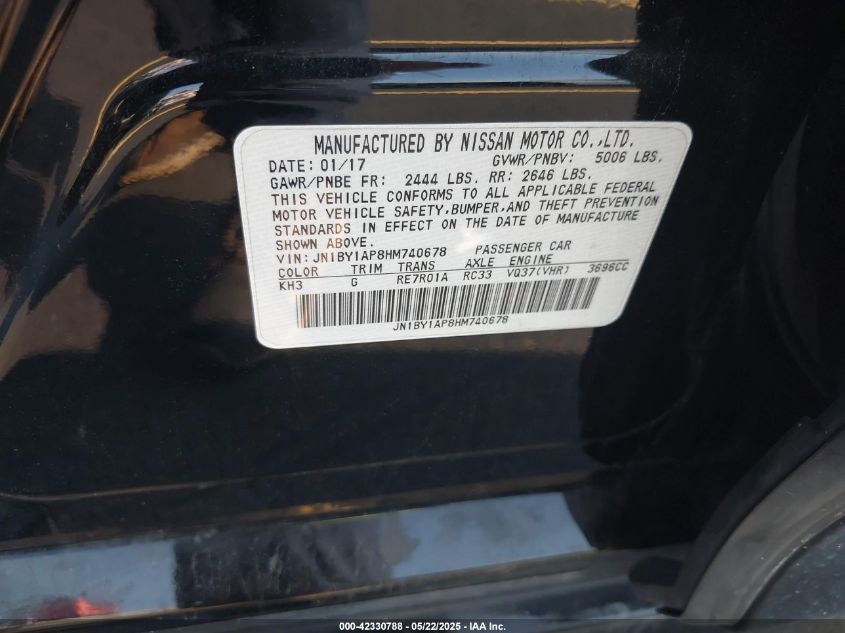 MANUFACTURED BY NISSAN MOTOR CO.,LTD.
DATE: 01/17 GVWR/PNBV: 5006 LBS.
GAWR/PNBE FR: 2444 LBS. RR: 2646 LBS.
THIS VEHICLE CONFORMS TO ALL APPLICABLE FEDERAL
MOTOR VEHICLE SAFETY,BUMPER,AND THEFT PREVENTION
STANDARDS IN EFFECT ON THE DATE OF MANUFACTURE
SHOWN ABOVE.
VIN: JN1BY1AP8HM740678 PASSENGER CAR
COLOR TRIM TRANS AXLE ENGINE
KH3 G RE7R01A RC33 VQ37(VHR) 3696CC
JN1BY1AP8HM740678
000-42330788 - 05/22/2025 - IAA Inc.